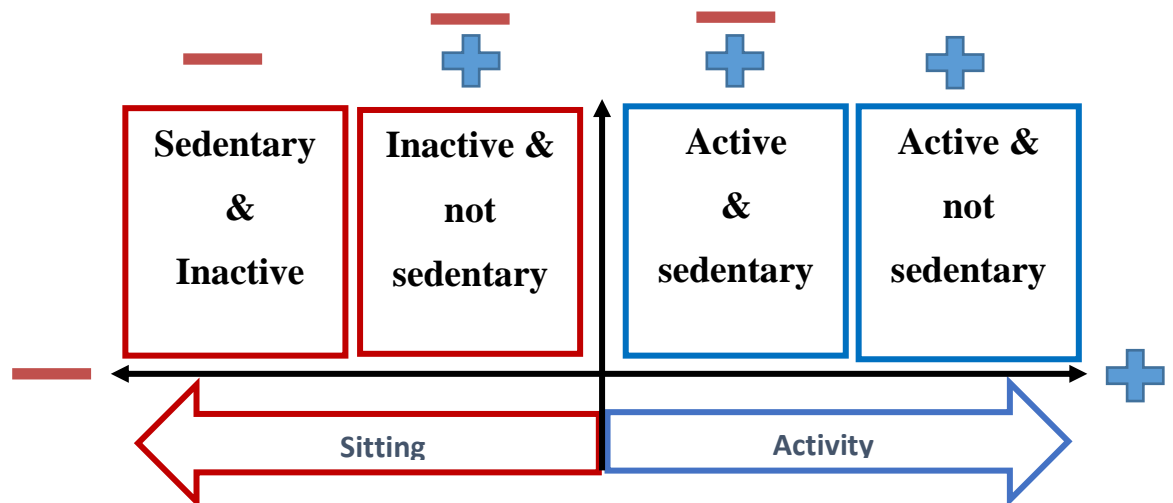 Sedentary
&
Inactive
Inactive &
not
sedentary
Active
&
sedentary
Active &
not
sedentary
Sitting
Activity